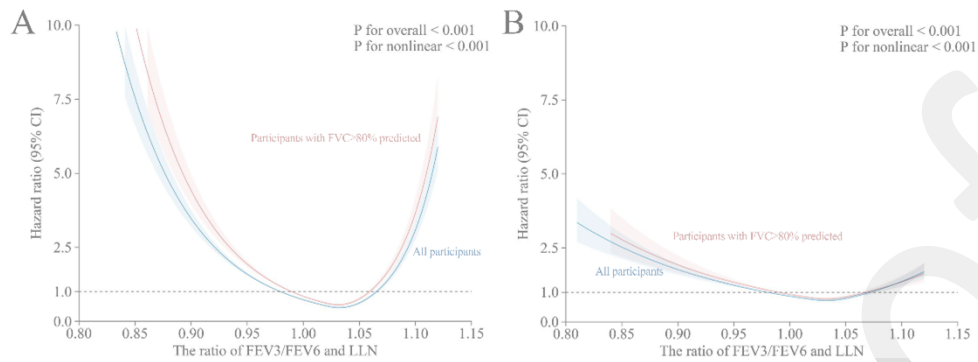 A
P for overall < 0.001
P for nonlinear < 0.001
10.0
7.5
5.0
2.5
1.0
0.0
Hazard ratio (95% CI)
Participants with FVC>80% predicted
All participants
0.80
0.85
0.90
0.95
1.00
1.05
1.10
1.15
The ratio of FEV3/FEV6 and LLN
B
P for overall < 0.001
P for nonlinear < 0.001
10.0
7.5
5.0
2.5
1.0
0.0
Hazard ratio (95% CI)
Participants with FVC>80% predicted
All participants
0.80
0.85
0.90
0.95
1.00
1.05
1.10
1.15
The ratio of FEV3/FEV6 and LLN